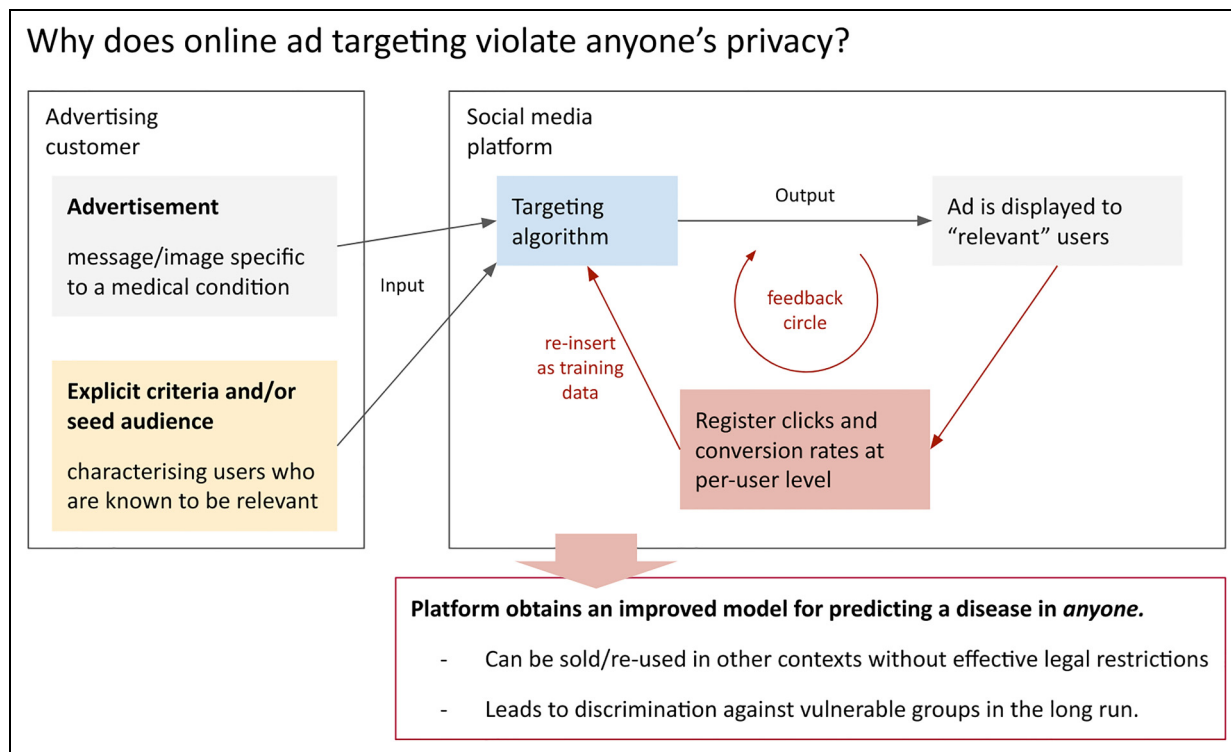 Why does online ad targeting violate anyone’s privacy?
Advertising
customer
Advertisement
message/image specific
to a medical condition
Explicit criteria and/or
seed audience
characterising users who
are known to be relevant
Input
Social media
platform
Targeting
algorithm
Output
Ad is displayed to
“relevant” users
feedback
circle
re-insert
as training
data
Register clicks and
conversion rates at
per-user level
Platform obtains an improved model for predicting a disease in anyone.
- Can be sold/re-used in other contexts without effective legal restrictions
- Leads to discrimination against vulnerable groups in the long run.